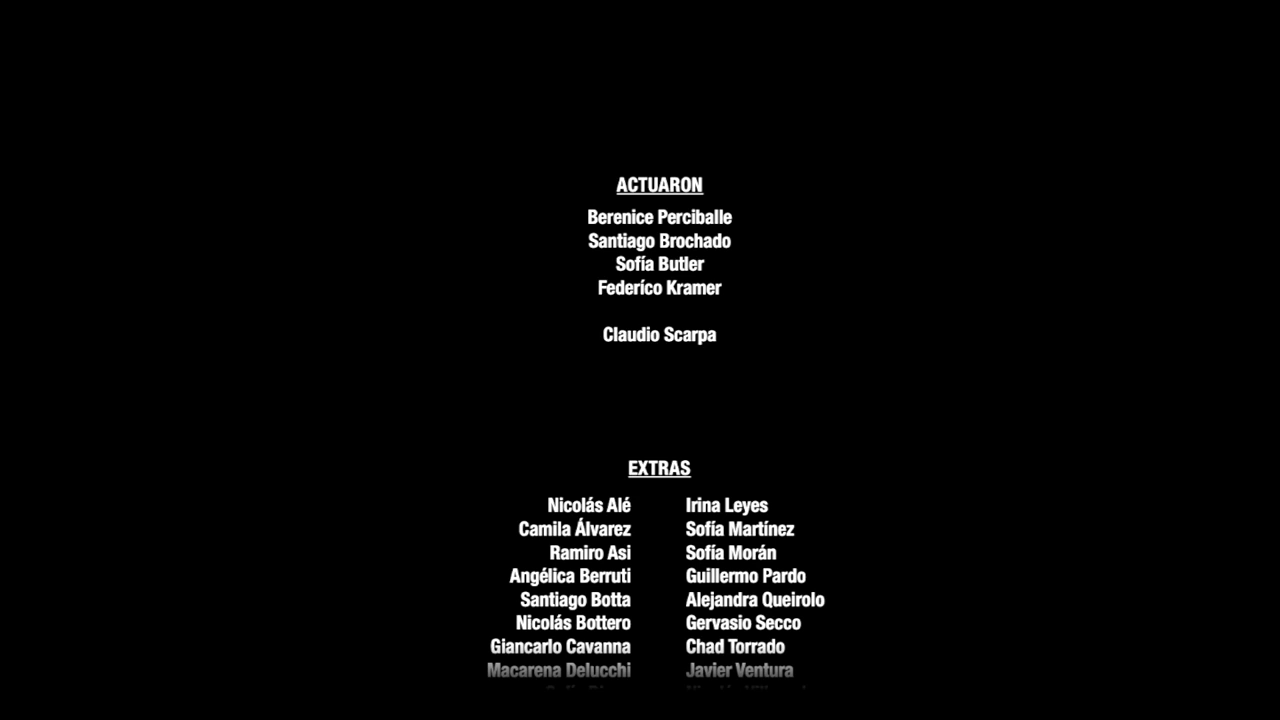 ACTUARON
Berenice Perciballe
Santiago Brochado
Sofía Butler
Federíco Kramer
Claudio Scarpa
EXTRAS
Nicolás Alé Irina Leyes
Camila Álvarez Sofía Martínez
Ramiro Asi Sofía Morán
Angélica Berruti Guillermo Pardo
Santiago Botta Alejandra Queirolo
Nicolás Bottero Gervasio Secco
Giancarlo Cavanna Chad Torrado
Macarena Delucchi Javier Ventura